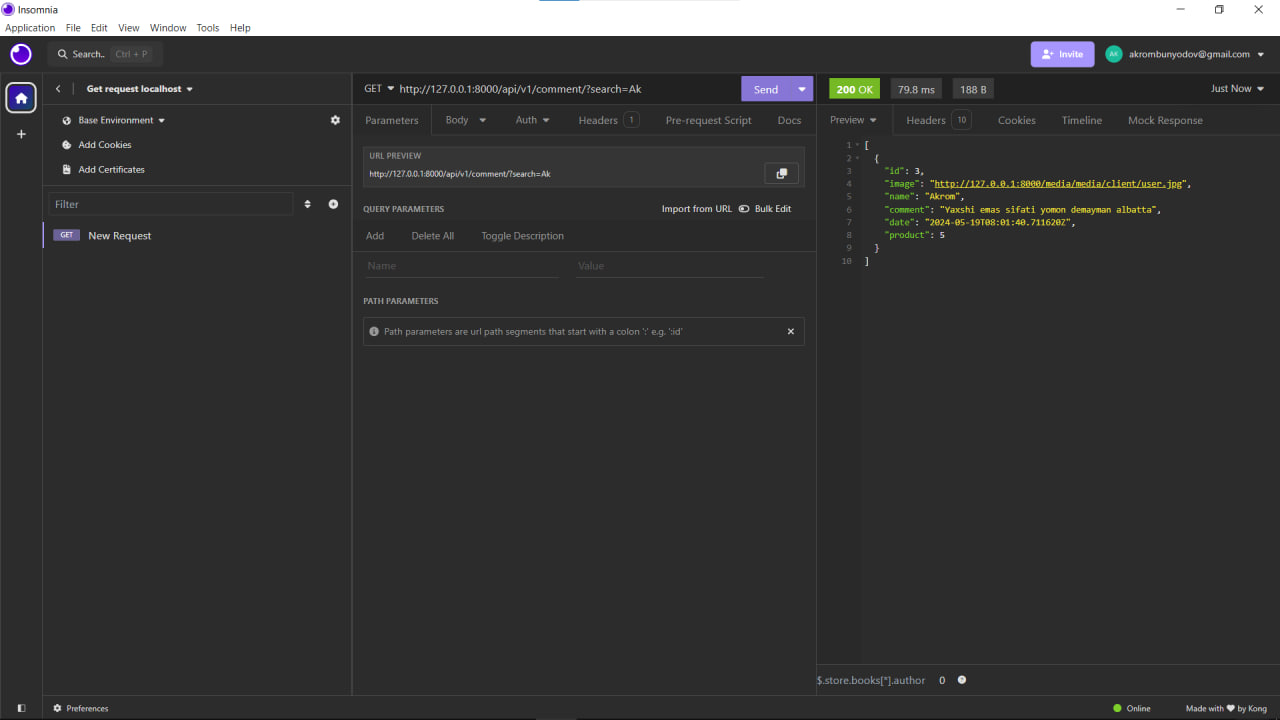 Insomnia
Application File Edit View Window Tools Help
Search.. Ctrl + P
Invite
AK akrombunyodov@gmail.com
Get request localhost
Base Environment
Add Cookies
Add Certificates
Filter
GET New Request
GET http://127.0.0.1:8000/api/v1/comment/?search=Ak Send
Parameters Body Auth Headers 1 Pre-request Script Docs
URL PREVIEW
http://127.0.0.1:8000/api/v1/comment/?search=Ak
QUERY PARAMETERS Import from URL Bulk Edit
Add Delete All Toggle Description
Name Value
PATH PARAMETERS
Path parameters are url path segments that start with a colon ':' e.g. ':id'
200 OK 79.8 ms 188 B Just Now
Preview Headers 10 Cookies Timeline Mock Response
1 [
2 {
3 "id": 3,
4 "image": "http://127.0.0.1:8000/media/media/client/user.jpg",
5 "name": "Akrom",
6 "comment": "Yaxshi emas sifati yomon demayman albatta",
7 "date": "2024-05-19T08:01:40.711620Z",
8 "product": 5
9 }
10 ]
$.store.books[*].author 0
Preferences
Online Made with ♥ by Kong